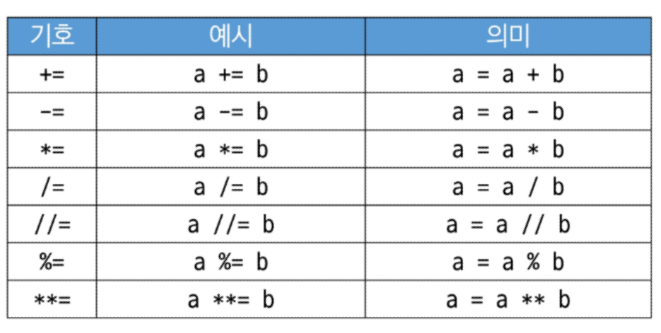 기호 예시 의미
+= a += b a = a + b
-= a -= b a = a - b
*= a *= b a = a * b
/= a /= b a = a / b
//= a //= b a = a // b
%= a %= b a = a % b
**= a **= b a = a ** b